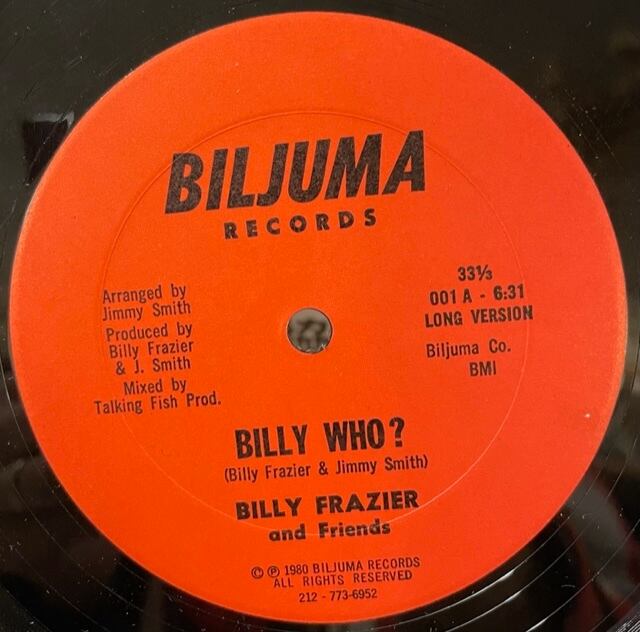 BILJUMA
RECORDS
Arranged by
Jimmy Smith
Produced by
Billy Frazier
& J. Smith
Mixed by
Talking Fish Prod.
33⅓
001 A - 6:31
LONG VERSION
Biljuma Co.
BMI
BILLY WHO?
(Billy Frazier & Jimmy Smith)
BILLY FRAZIER
and Friends
© ℗ 1980 BILJUMA RECORDS
ALL RIGHTS RESERVED
212 - 773-6952